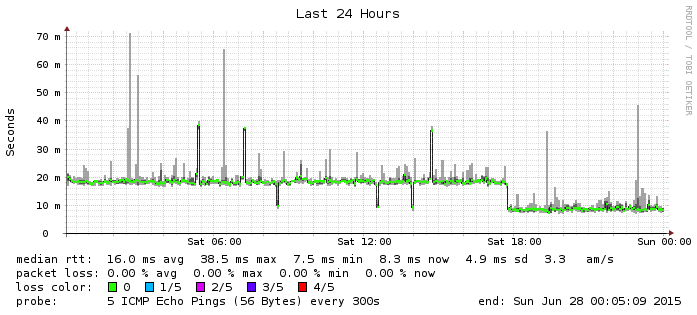 Last 24 Hours
RRDTOOL / TOBI OETIKER
Seconds
70 m
60 m
50 m
40 m
30 m
20 m
10 m
0
Sat 06:00 Sat 12:00 Sat 18:00 Sun 00:00
median rtt: 16.0 ms avg 38.5 ms max 7.5 ms min 8.3 ms now 4.9 ms sd 3.3 am/s
packet loss: 0.00 % avg 0.00 % max 0.00 % min 0.00 % now
loss color: 0 1/5 2/5 3/5 4/5
probe: 5 ICMP Echo Pings (56 Bytes) every 300s end: Sun Jun 28 00:05:09 2015